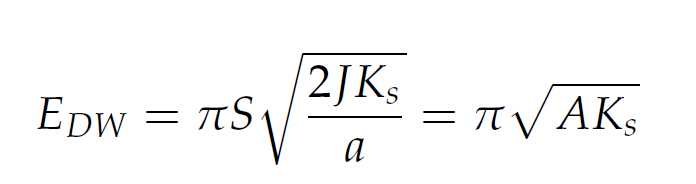 $E_{DW} = \pi S \sqrt{\frac{2JK_s}{a}} = \pi \sqrt{AK_s}$